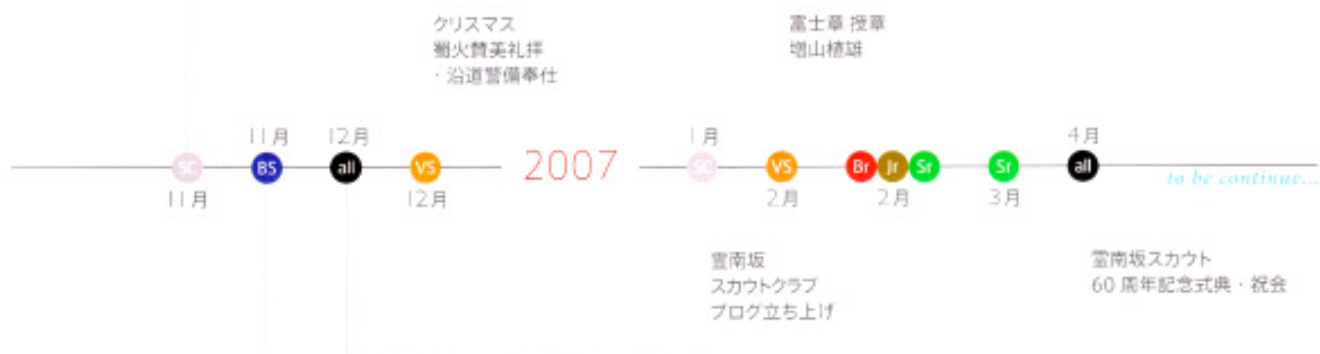 クリスマス
燭火賛美礼拝
・沿道警備奉仕
富士章 授章
増山植雄
11月
12月
1月
4月
SC
BS
all
VS
2007
SC
VS
Br
Jr
Sr
Sr
all
to be continue...
11月
12月
2月
2月
3月
霊南坂
スカウトクラブ
ブログ立ち上げ
霊南坂スカウト
60周年記念式典・祝会